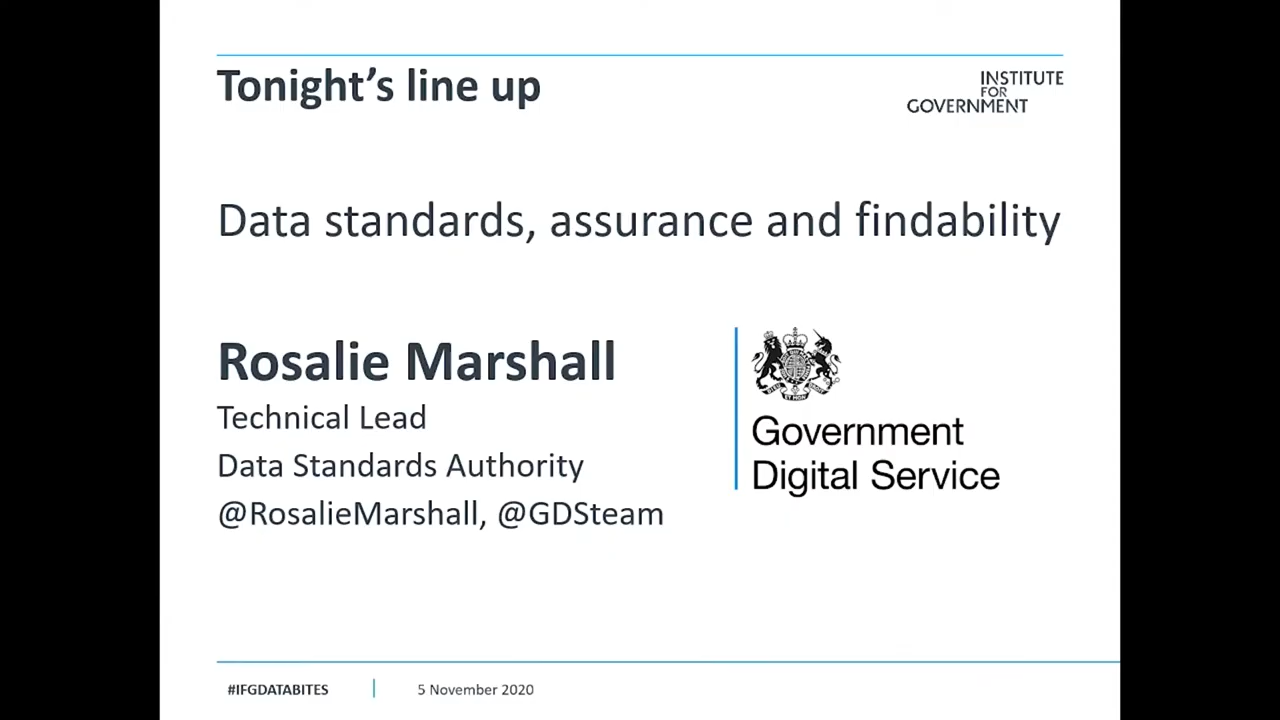 Tonight's line up
INSTITUTE
FOR
GOVERNMENT
Data standards, assurance and findability
Rosalie Marshall
Technical Lead
Data Standards Authority
@RosalieMarshall, @GDSteam
Government
Digital Service
#IFGDATABITES
5 November 2020